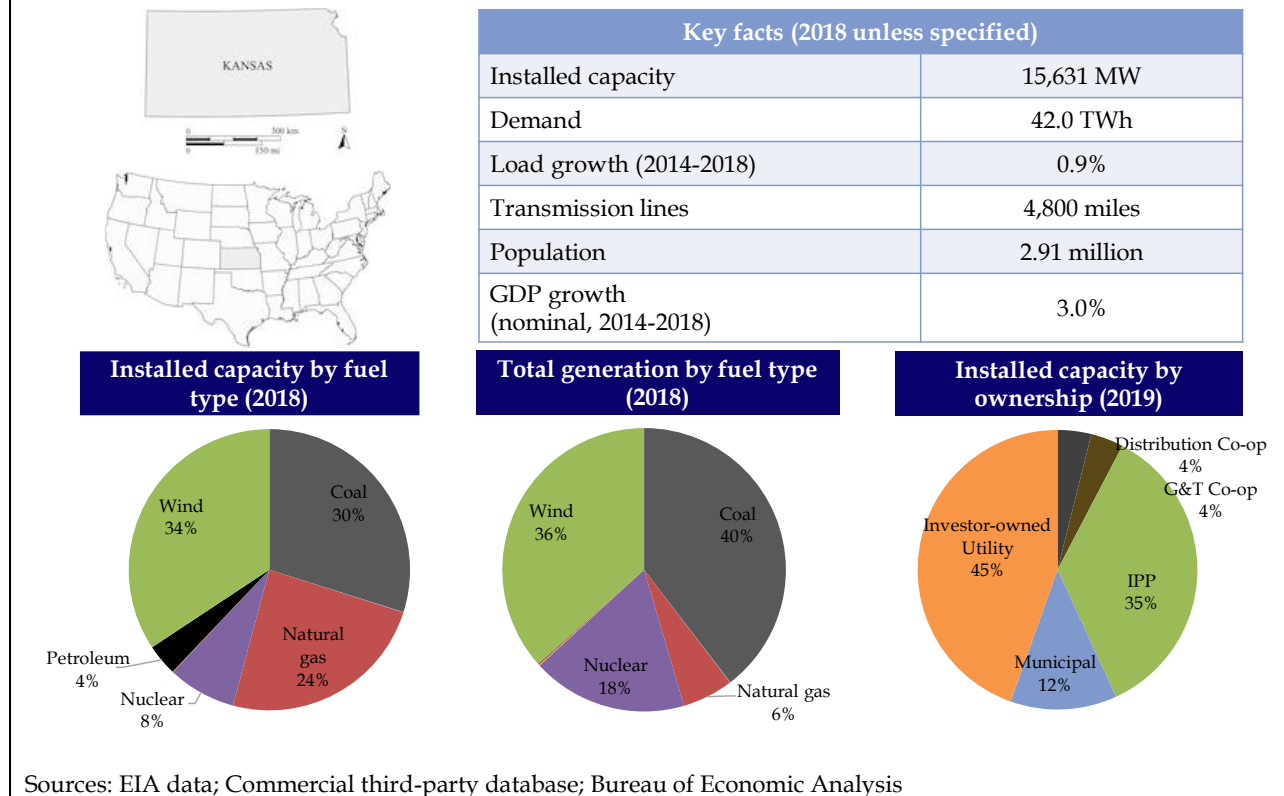 KANSAS
0 300 km
0 150 mi
N
Key facts (2018 unless specified)
Installed capacity 15,631 MW
Demand 42.0 TWh
Load growth (2014-2018) 0.9%
Transmission lines 4,800 miles
Population 2.91 million
GDP growth
(nominal, 2014-2018) 3.0%
Installed capacity by fuel
type (2018)
Wind
34%
Coal
30%
Natural
gas
24%
Nuclear
8%
Petroleum
4%
Total generation by fuel type
(2018)
Wind
36%
Coal
40%
Nuclear
18%
Natural gas
6%
Installed capacity by
ownership (2019)
Distribution Co-op
4%
G&T Co-op
4%
Investor-owned
Utility
45%
IPP
35%
Municipal
12%
Sources: EIA data; Commercial third-party database; Bureau of Economic Analysis